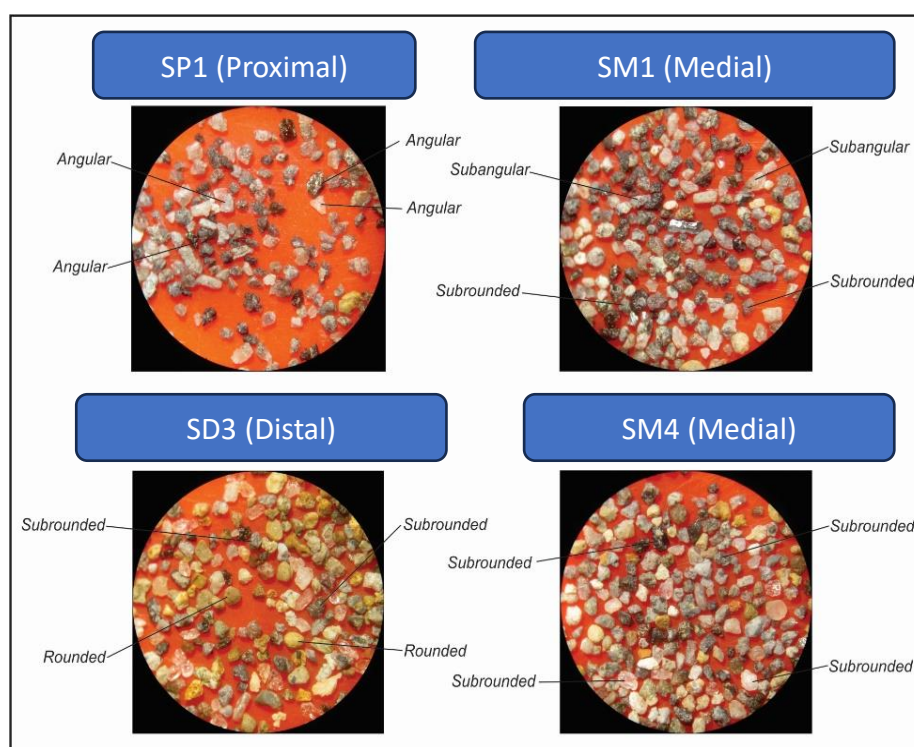 SP1 (Proximal)
SM1 (Medial)
Angular
Angular
Angular
Angular
Subangular
Subangular
Subrounded
Subrounded
SD3 (Distal)
SM4 (Medial)
Subrounded
Subrounded
Rounded
Rounded
Subrounded
Subrounded
Subrounded
Subrounded